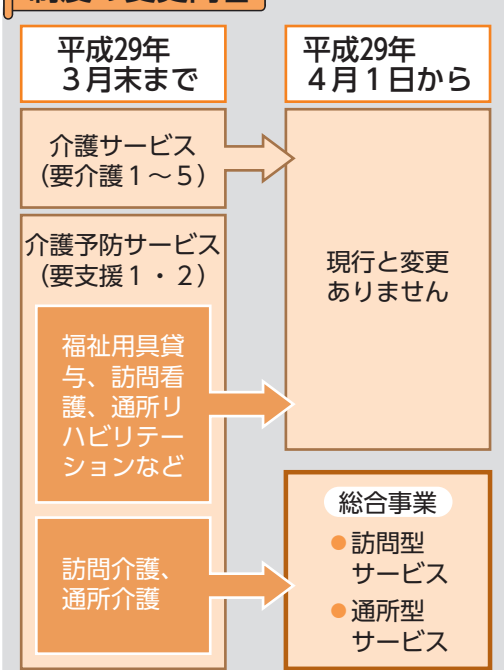 平成29年
３月末まで
平成29年
４月１日から
介護サービス
（要介護１～５）
現行と変更
ありません
介護予防サービス
（要支援１・２）
福祉用具貸
与、訪問看
護、通所リ
ハビリテー
ションなど
訪問介護、
通所介護
総合事業
●訪問型
サービス
●通所型
サービス